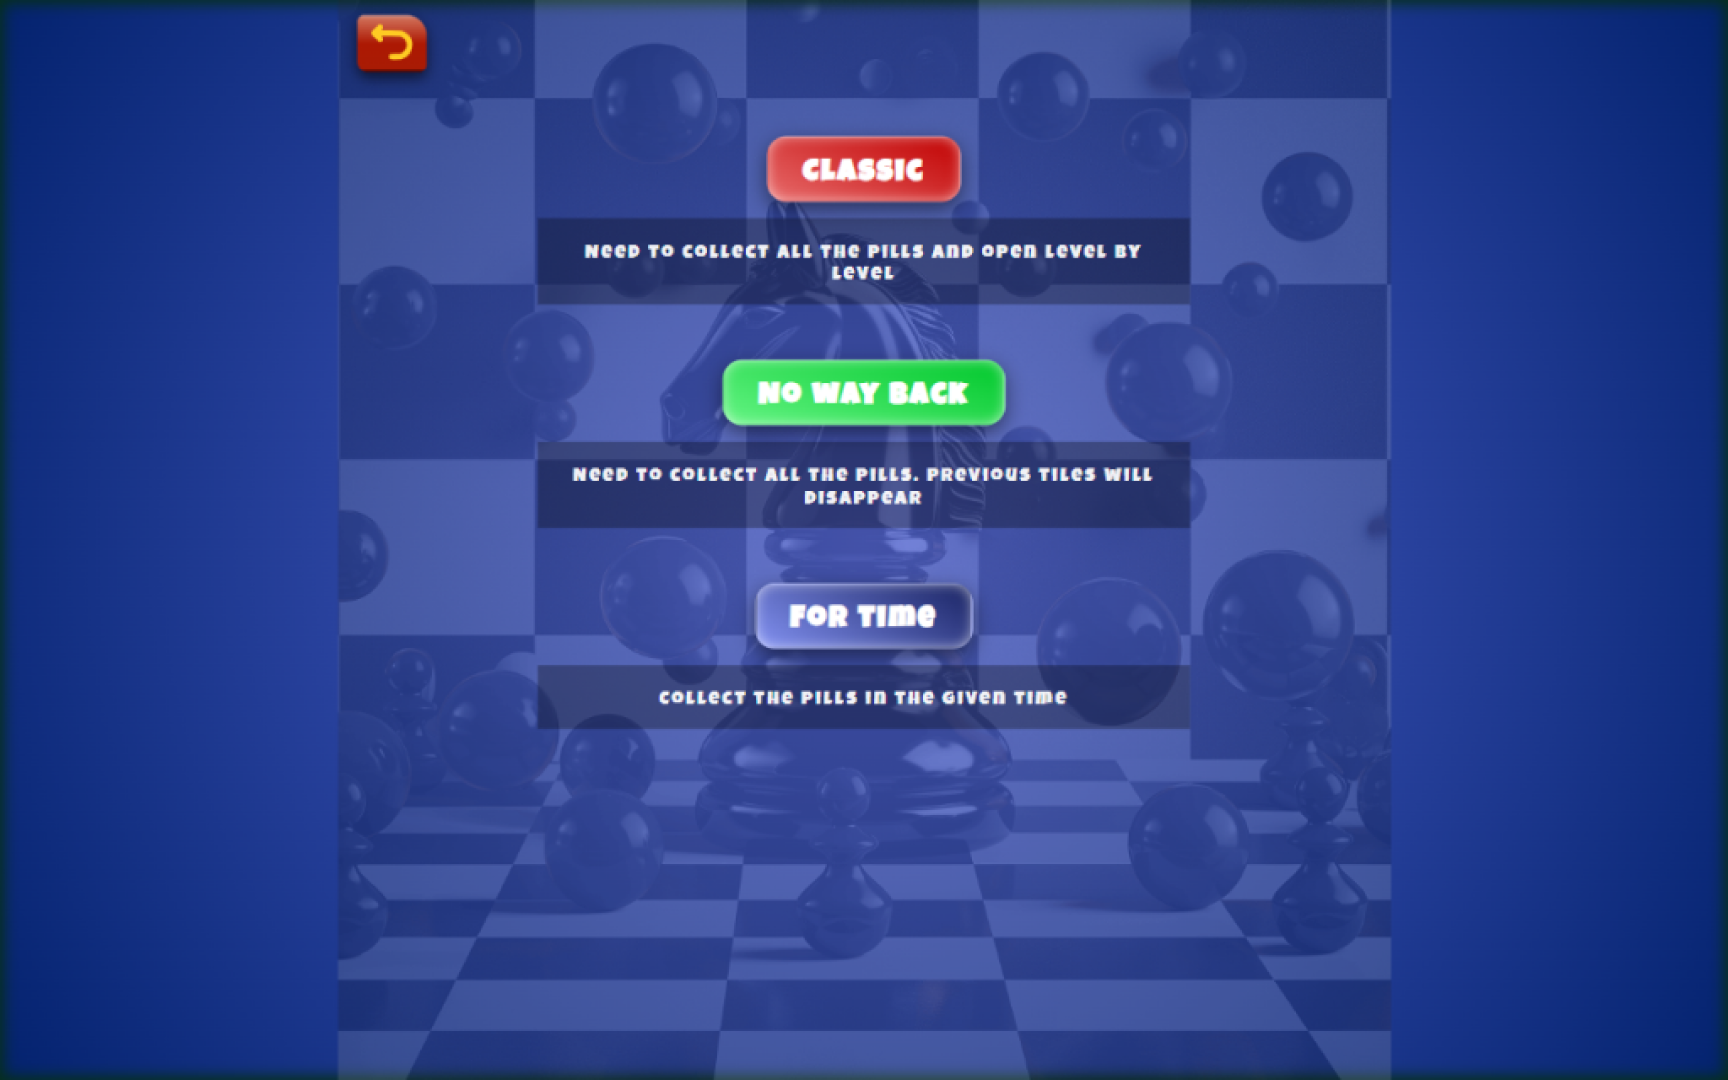 CLASSIC
NEED TO COLLECT ALL THE PILLS AND OPEN LEVEL BY
LEVEL
NO WAY BACK
NEED TO COLLECT ALL THE PILLS. PREVIOUS TILES WILL
DISAPPEAR
FOR TIME
COLLECT THE PILLS IN THE GIVEN TIME